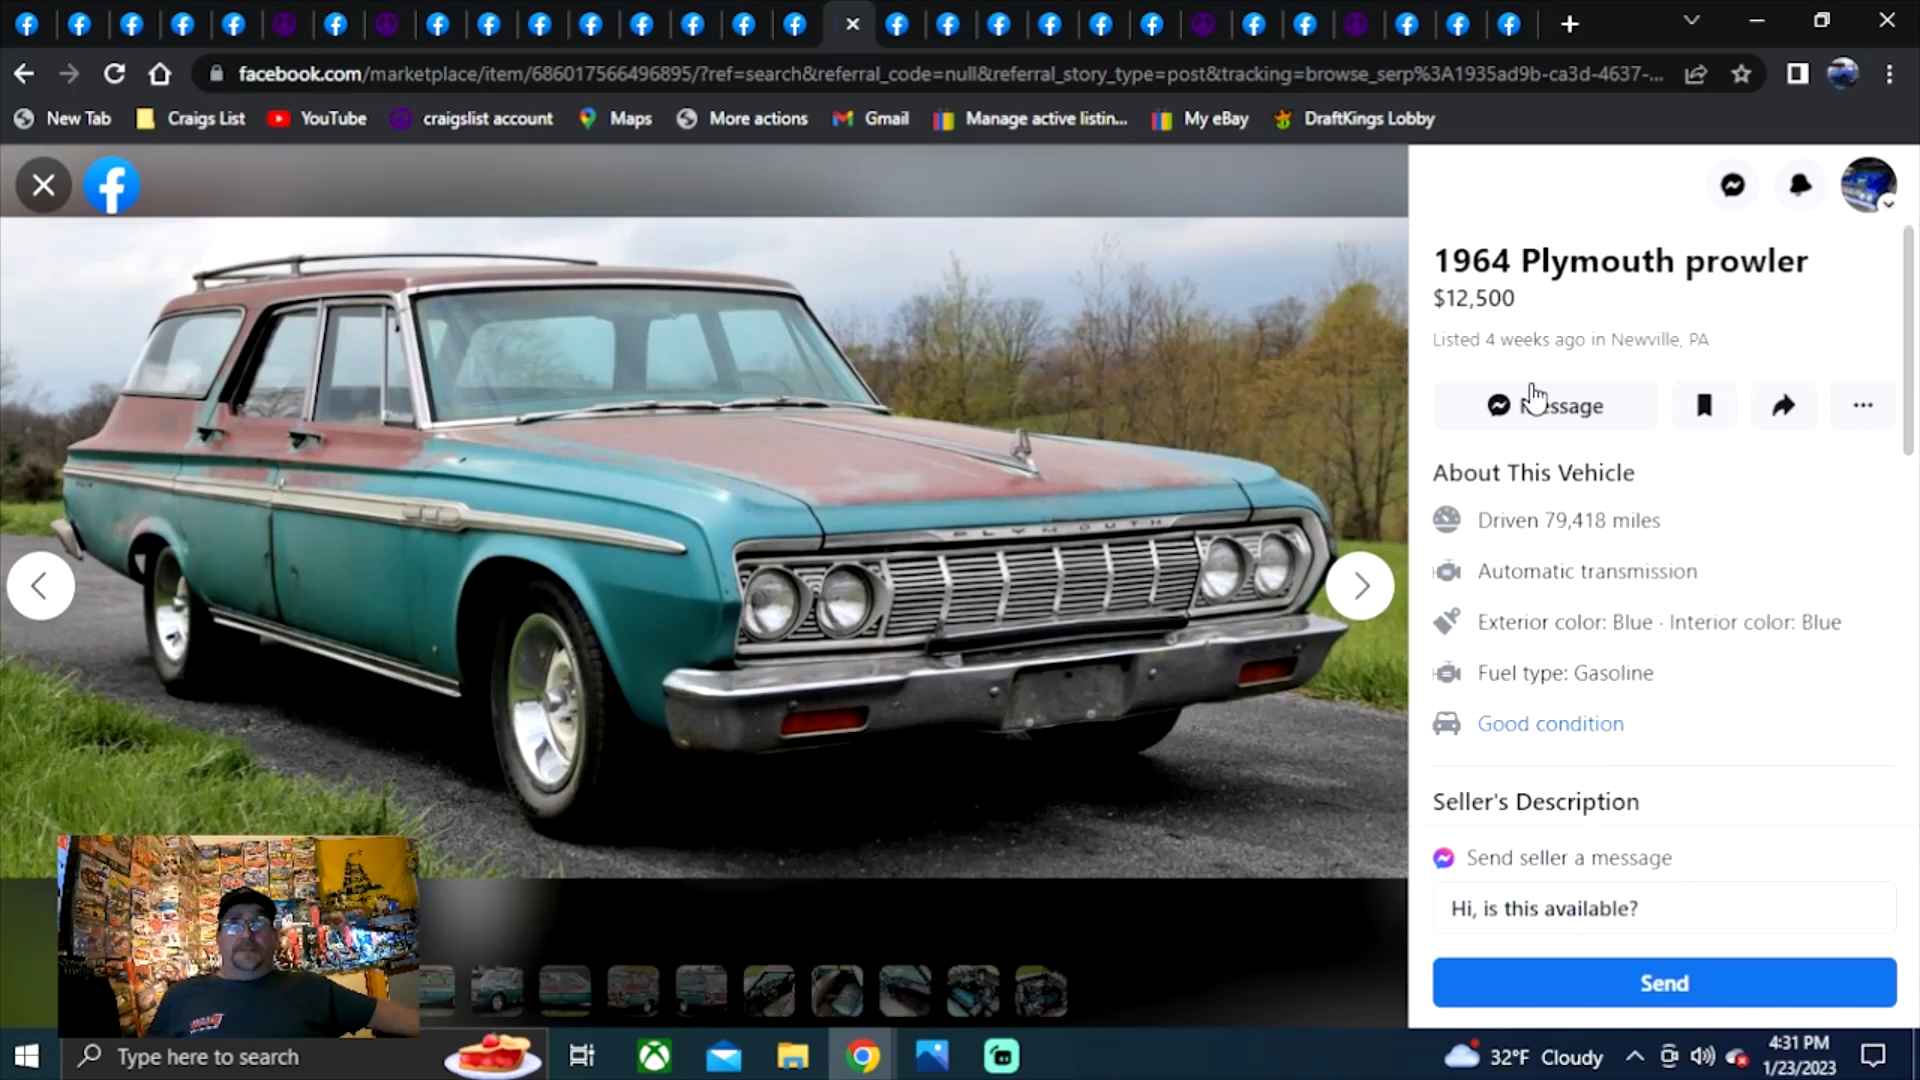 facebook.com/marketplace/item/686017566496895/?ref=search&referral_code=null&referral_story_type=post&tracking=browse_serp%3A1935ad9b-ca3d-4637-...
New Tab
Craigs List
YouTube
craigslist account
Maps
More actions
Gmail
Manage active listin...
My eBay
DraftKings Lobby
PLYMOUTH
1964 Plymouth prowler
$12,500
Listed 4 weeks ago in Newville, PA
About This Vehicle
Driven 79,418 miles
Automatic transmission
Exterior color: Blue · Interior color: Blue
Fuel type: Gasoline
Good condition
Seller's Description
Send seller a message
Hi, is this available?
Send
Type here to search
32°F Cloudy
4:31 PM
1/23/2023